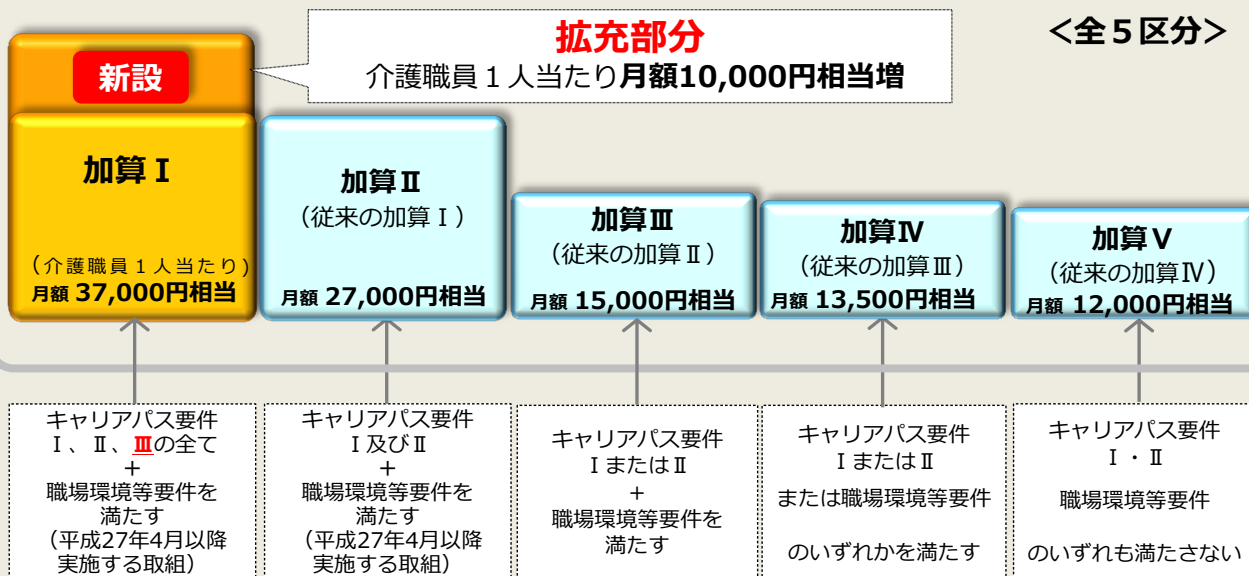 拡充部分
介護職員１人当たり月額10,000円相当増
＜全５区分＞
新設
加算Ⅰ
（介護職員１人当たり）
月額 37,000円相当
加算Ⅱ
（従来の加算Ⅰ）
月額 27,000円相当
加算Ⅲ
（従来の加算Ⅱ）
月額 15,000円相当
加算Ⅳ
（従来の加算Ⅲ）
月額 13,500円相当
加算Ⅴ
（従来の加算Ⅳ）
月額 12,000円相当
キャリアパス要件
Ⅰ、Ⅱ、Ⅲの全て
+
職場環境等要件を
満たす
（平成27年4月以降
実施する取組）
キャリアパス要件
Ⅰ及びⅡ
+
職場環境等要件を
満たす
（平成27年4月以降
実施する取組）
キャリアパス要件
ⅠまたはⅡ
+
職場環境等要件を
満たす
キャリアパス要件
ⅠまたはⅡ
または職場環境等要件
のいずれかを満たす
キャリアパス要件
Ⅰ・Ⅱ
職場環境等要件
のいずれも満たさない